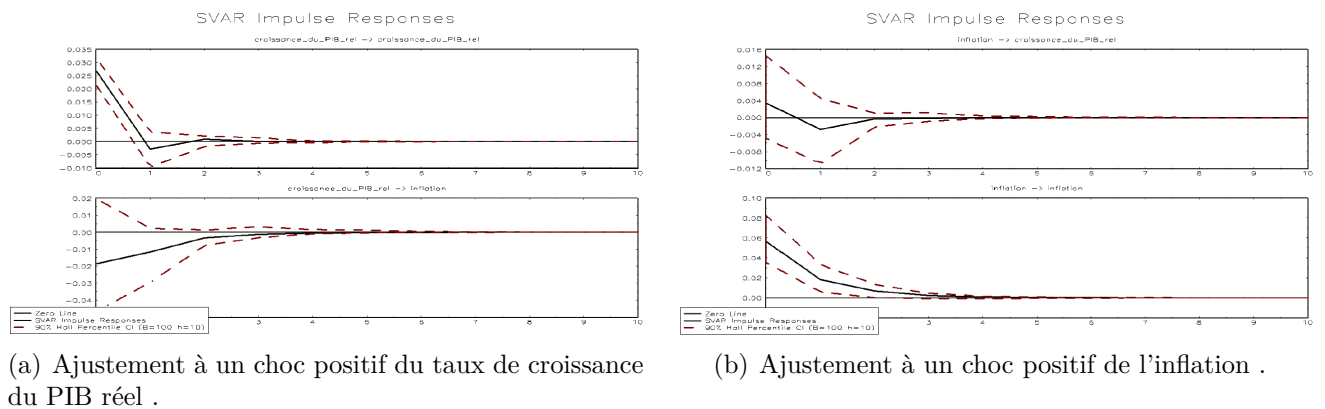 SVAR Impulse Responses
croissance_du_PIB_rel -> croissance_du_PIB_rel
0.035
0.030
0.025
0.020
0.015
0.010
0.005
0.000
-0.005
-0.010
0 1 2 3 4 5 6 7 8 9 10
croissance_du_PIB_rel -> inflation
0.02
0.01
0.00
-0.01
-0.02
-0.03
-0.04
3 4 5 6 7 8 9 10
Zero Line
SVAR Impulse Responses
90% Hall Percentile CI (B=100 h=10)
(a) Ajustement à un choc positif du taux de croissance
du PIB réel .
SVAR Impulse Responses
inflation -> croissance_du_PIB_rel
0.016
0.012
0.008
0.004
0.000
-0.004
-0.008
-0.012
0 1 2 3 4 5 6 7 8 9 10
inflation -> inflation
0.10
0.08
0.06
0.04
0.02
0.00
3 4 5 6 7 8 9 10
Zero Line
SVAR Impulse Responses
90% Hall Percentile CI (B=100 h=10)
(b) Ajustement à un choc positif de l'inflation .